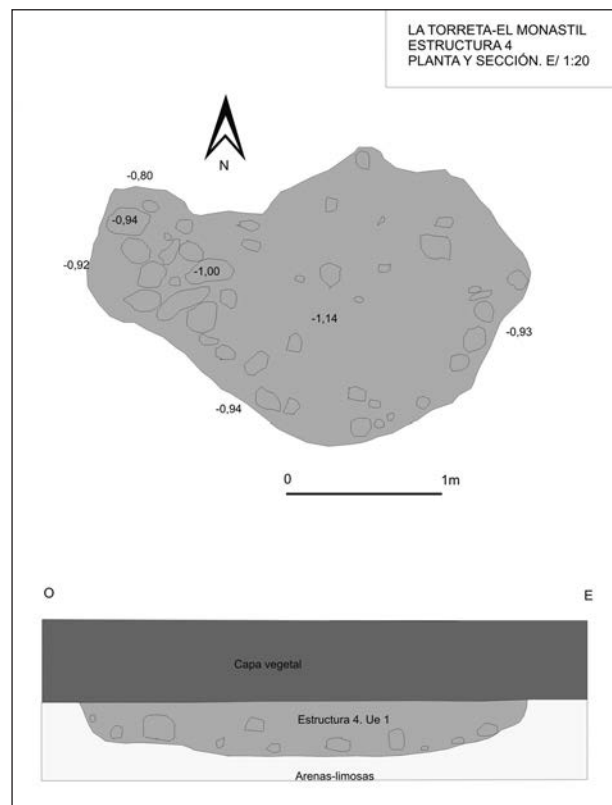 LA TORRETA-EL MONASTIL
ESTRUCTURA 4
PLANTA Y SECCIÓN. E/ 1:20
N
-0,80
-0,94
-0,92
-1,00
-1,14
-0,93
-0,94
0 1m
O E
Capa vegetal
Estructura 4. Ue 1
Arenas-limosas